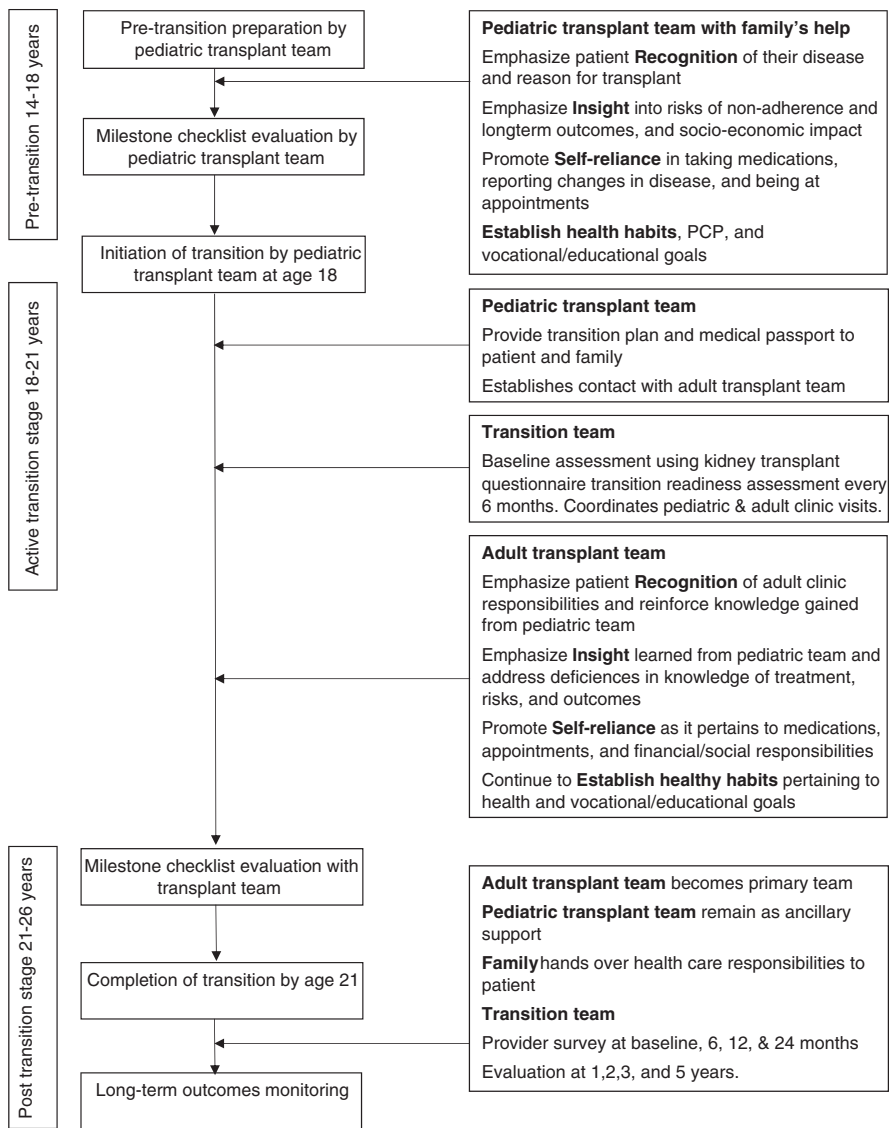 Pre-transition 14-18 years
Pre-transition preparation by
pediatric transplant team
Milestone checklist evaluation by
pediatric transplant team
Initiation of transition by pediatric
transplant team at age 18
Pediatric transplant team with family's help
Emphasize patient Recognition of their disease
and reason for transplant
Emphasize Insight into risks of non-adherence and
longterm outcomes, and socio-economic impact
Promote Self-reliance in taking medications,
reporting changes in disease, and being at
appointments
Establish health habits, PCP, and
vocational/educational goals
Active transition stage 18-21 years
Pediatric transplant team
Provide transition plan and medical passport to
patient and family
Establishes contact with adult transplant team
Transition team
Baseline assessment using kidney transplant
questionnaire transition readiness assessment every
6 months. Coordinates pediatric & adult clinic visits.
Adult transplant team
Emphasize patient Recognition of adult clinic
responsibilities and reinforce knowledge gained
from pediatric team
Emphasize Insight learned from pediatric team and
address deficiences in knowledge of treatment,
risks, and outcomes
Promote Self-reliance as it pertains to medications,
appointments, and financial/social responsibilities
Continue to Establish healthy habits pertaining to
health and vocational/educational goals
Post transition stage 21-26 years
Milestone checklist evaluation with
transplant team
Completion of transition by age 21
Long-term outcomes monitoring
Adult transplant team becomes primary team
Pediatric transplant team remain as ancillary
support
Familyhands over health care responsibilities to
patient
Transition team
Provider survey at baseline, 6, 12, & 24 months
Evaluation at 1,2,3, and 5 years.